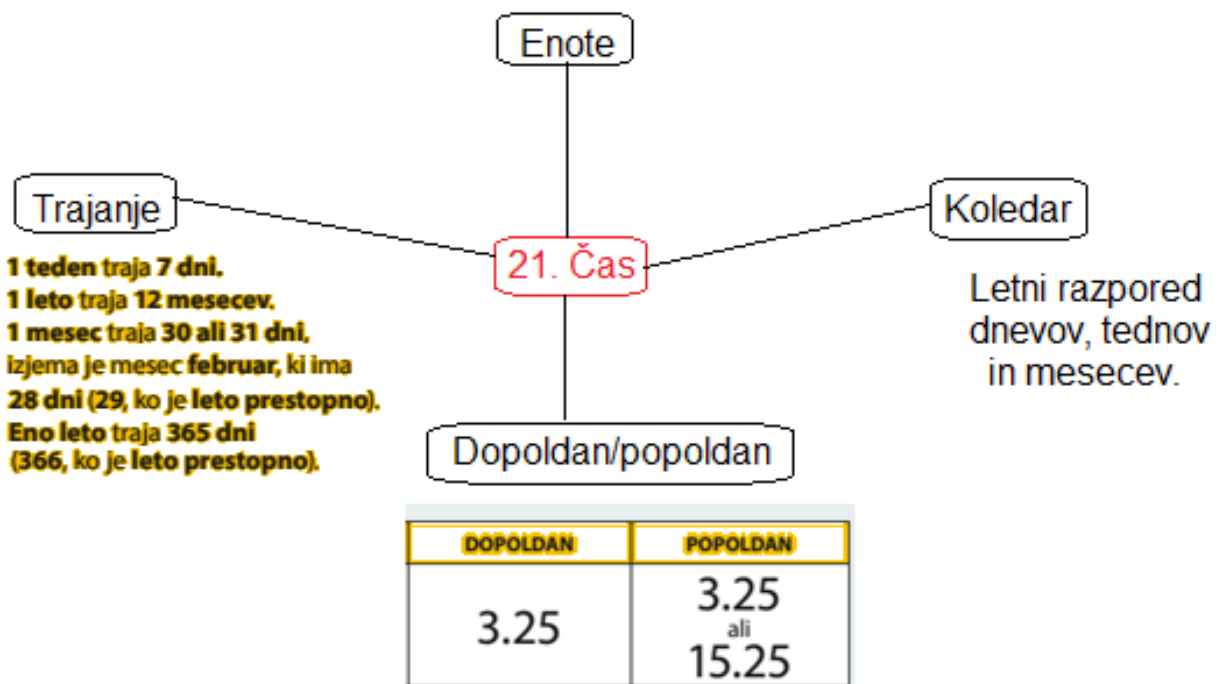 Enote
Trajanje
Koledar
21. Čas
1 teden traja 7 dni.
1 leto traja 12 mesecev.
1 mesec traja 30 ali 31 dni,
izjema je mesec februar, ki ima
28 dni (29, ko je leto prestopno).
Eno leto traja 365 dni
(366, ko je leto prestopno).
Letni razpored
dnevov, tednov
in mesecev.
Dopoldan/popoldan
DOPOLDAN
POPOLDAN
3.25
3.25
ali
15.25